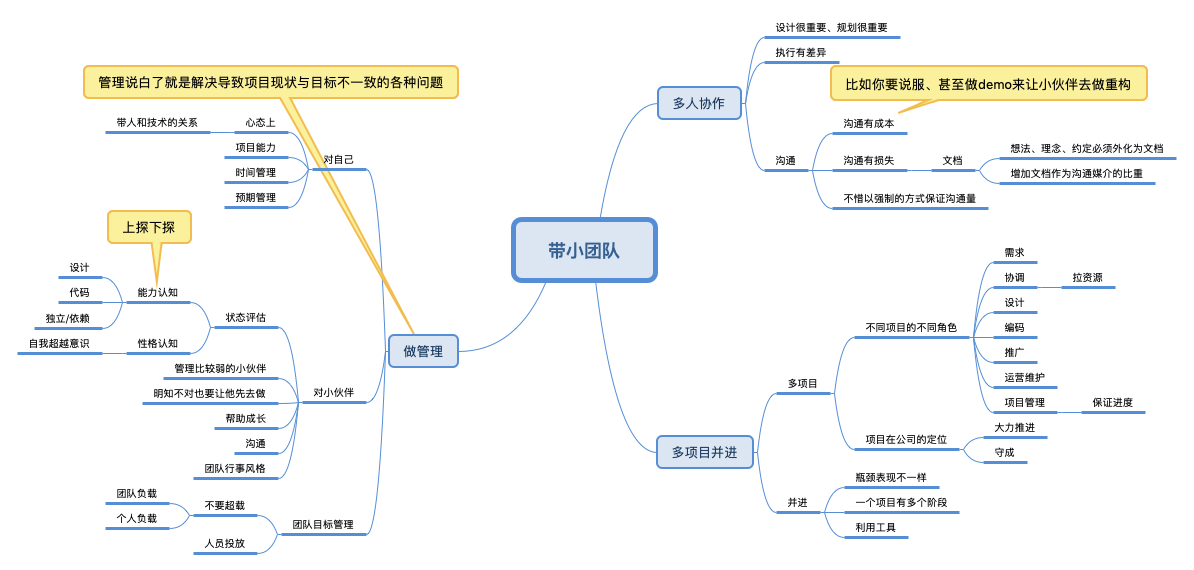 带小团队
多人协作
设计很重要、规划很重要
执行有差异
比如你要说服、甚至做demo来让小伙伴去做重构
沟通
沟通有成本
沟通有损失
文档
想法、理念、约定必须外化为文档
增加文档作为沟通媒介的比重
不惜以强制的方式保证沟通量
多项目并进
多项目
不同项目的不同角色
需求
协调
拉资源
设计
编码
推广
运营维护
项目管理
保证进度
项目在公司的定位
大力推进
守成
并进
瓶颈表现不一样
一个项目有多个阶段
利用工具
做管理
管理说白了就是解决导致项目现状与目标不一致的各种问题
对自己
心态上
带人和技术的关系
项目能力
时间管理
预期管理
对小伙伴
状态评估
上探下探
能力认知
设计
代码
独立/依赖
性格认知
自我超越意识
管理比较弱的小伙伴
明知不对也要让他先去做
帮助成长
沟通
团队行事风格
团队目标管理
不要超载
团队负载
个人负载
人员投放